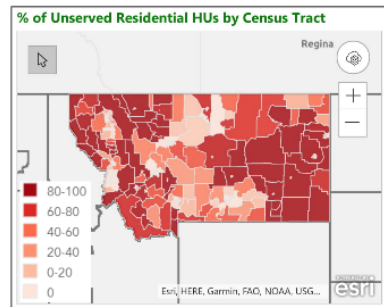 % of Unserved Residential HUs by Census Tract
Regina
+
−
80-100
60-80
40-60
20-40
0-20
0
Esri, HERE, Garmin, FAO, NOAA, USG...
esri